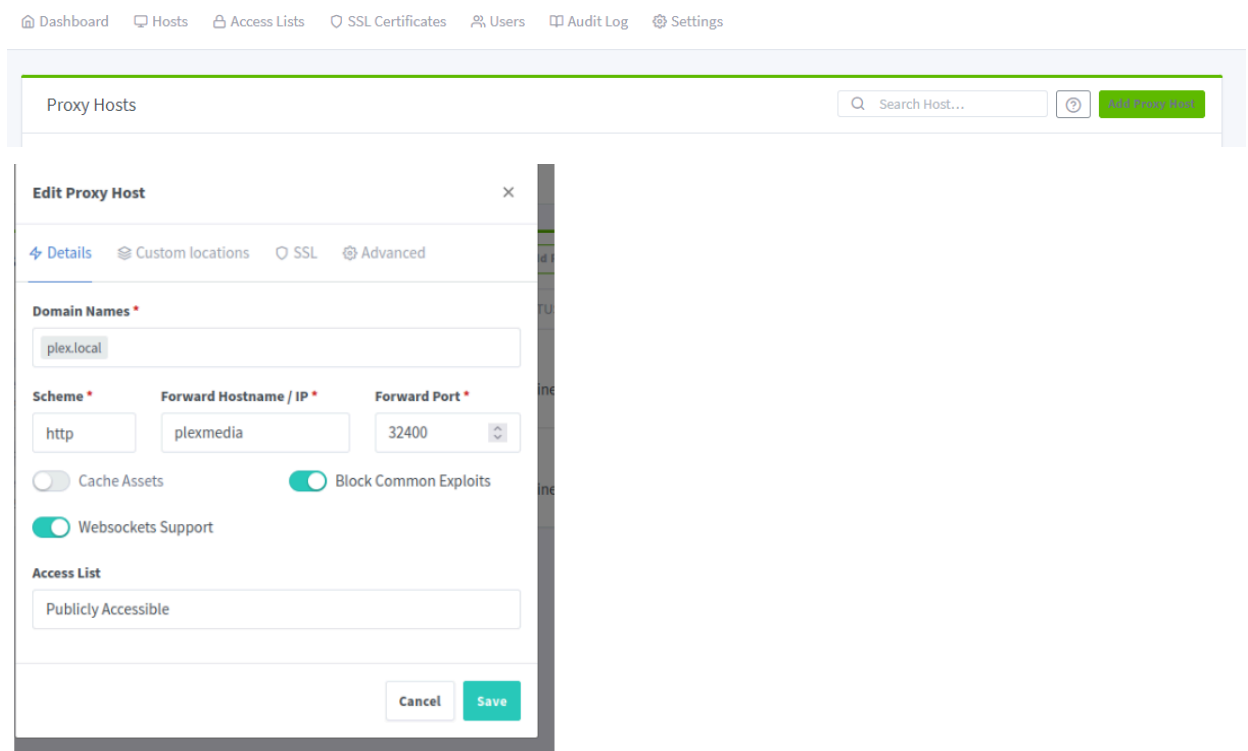 Dashboard Hosts Access Lists SSL Certificates Users Audit Log Settings
Proxy Hosts Search Host... Add Proxy Host
Edit Proxy Host
Details Custom locations SSL Advanced
Domain Names *
plex.local
Scheme * Forward Hostname / IP * Forward Port *
http plexmedia 32400
Cache Assets Block Common Exploits
Websockets Support
Access List
Publicly Accessible
Cancel Save